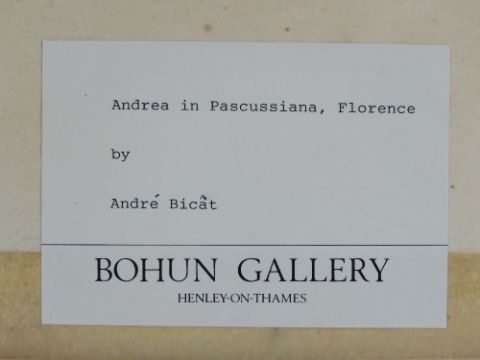 Andrea in Pascussiana, Florence
by
André Bicât
BOHUN GALLERY
HENLEY-ON-THAMES